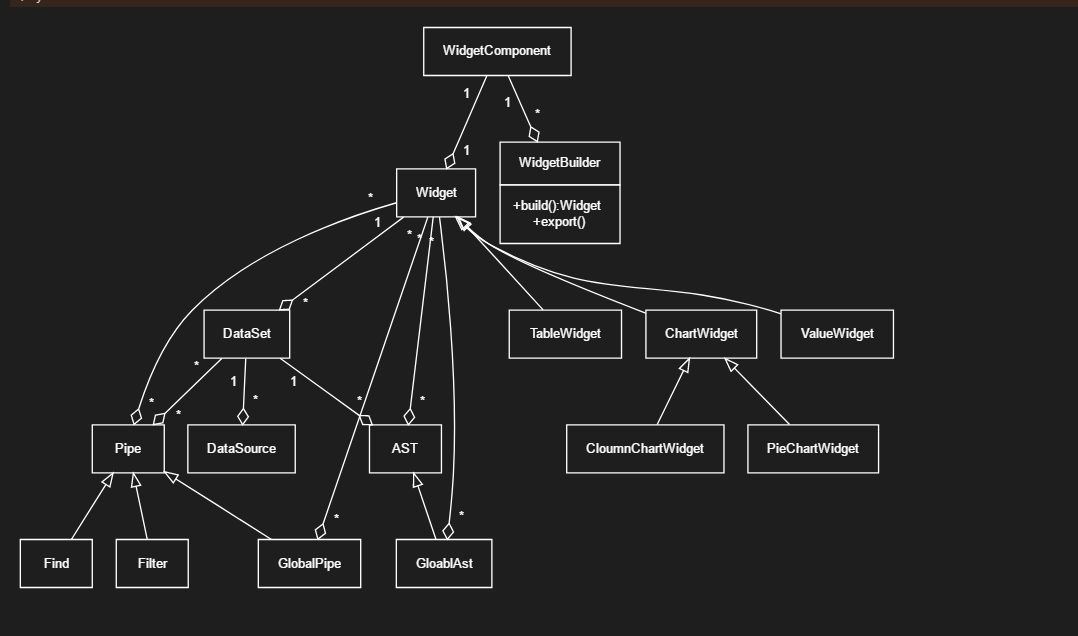 WidgetComponent
1
1
*
1
WidgetBuilder
+build():Widget
+export()
Widget
*
1
*
*
*
*
DataSet
TableWidget
ChartWidget
ValueWidget
*
1
1
*
*
*
*
*
Pipe
DataSource
AST
CloumnChartWidget
PieChartWidget
*
*
Find
Filter
GlobalPipe
GloablAst